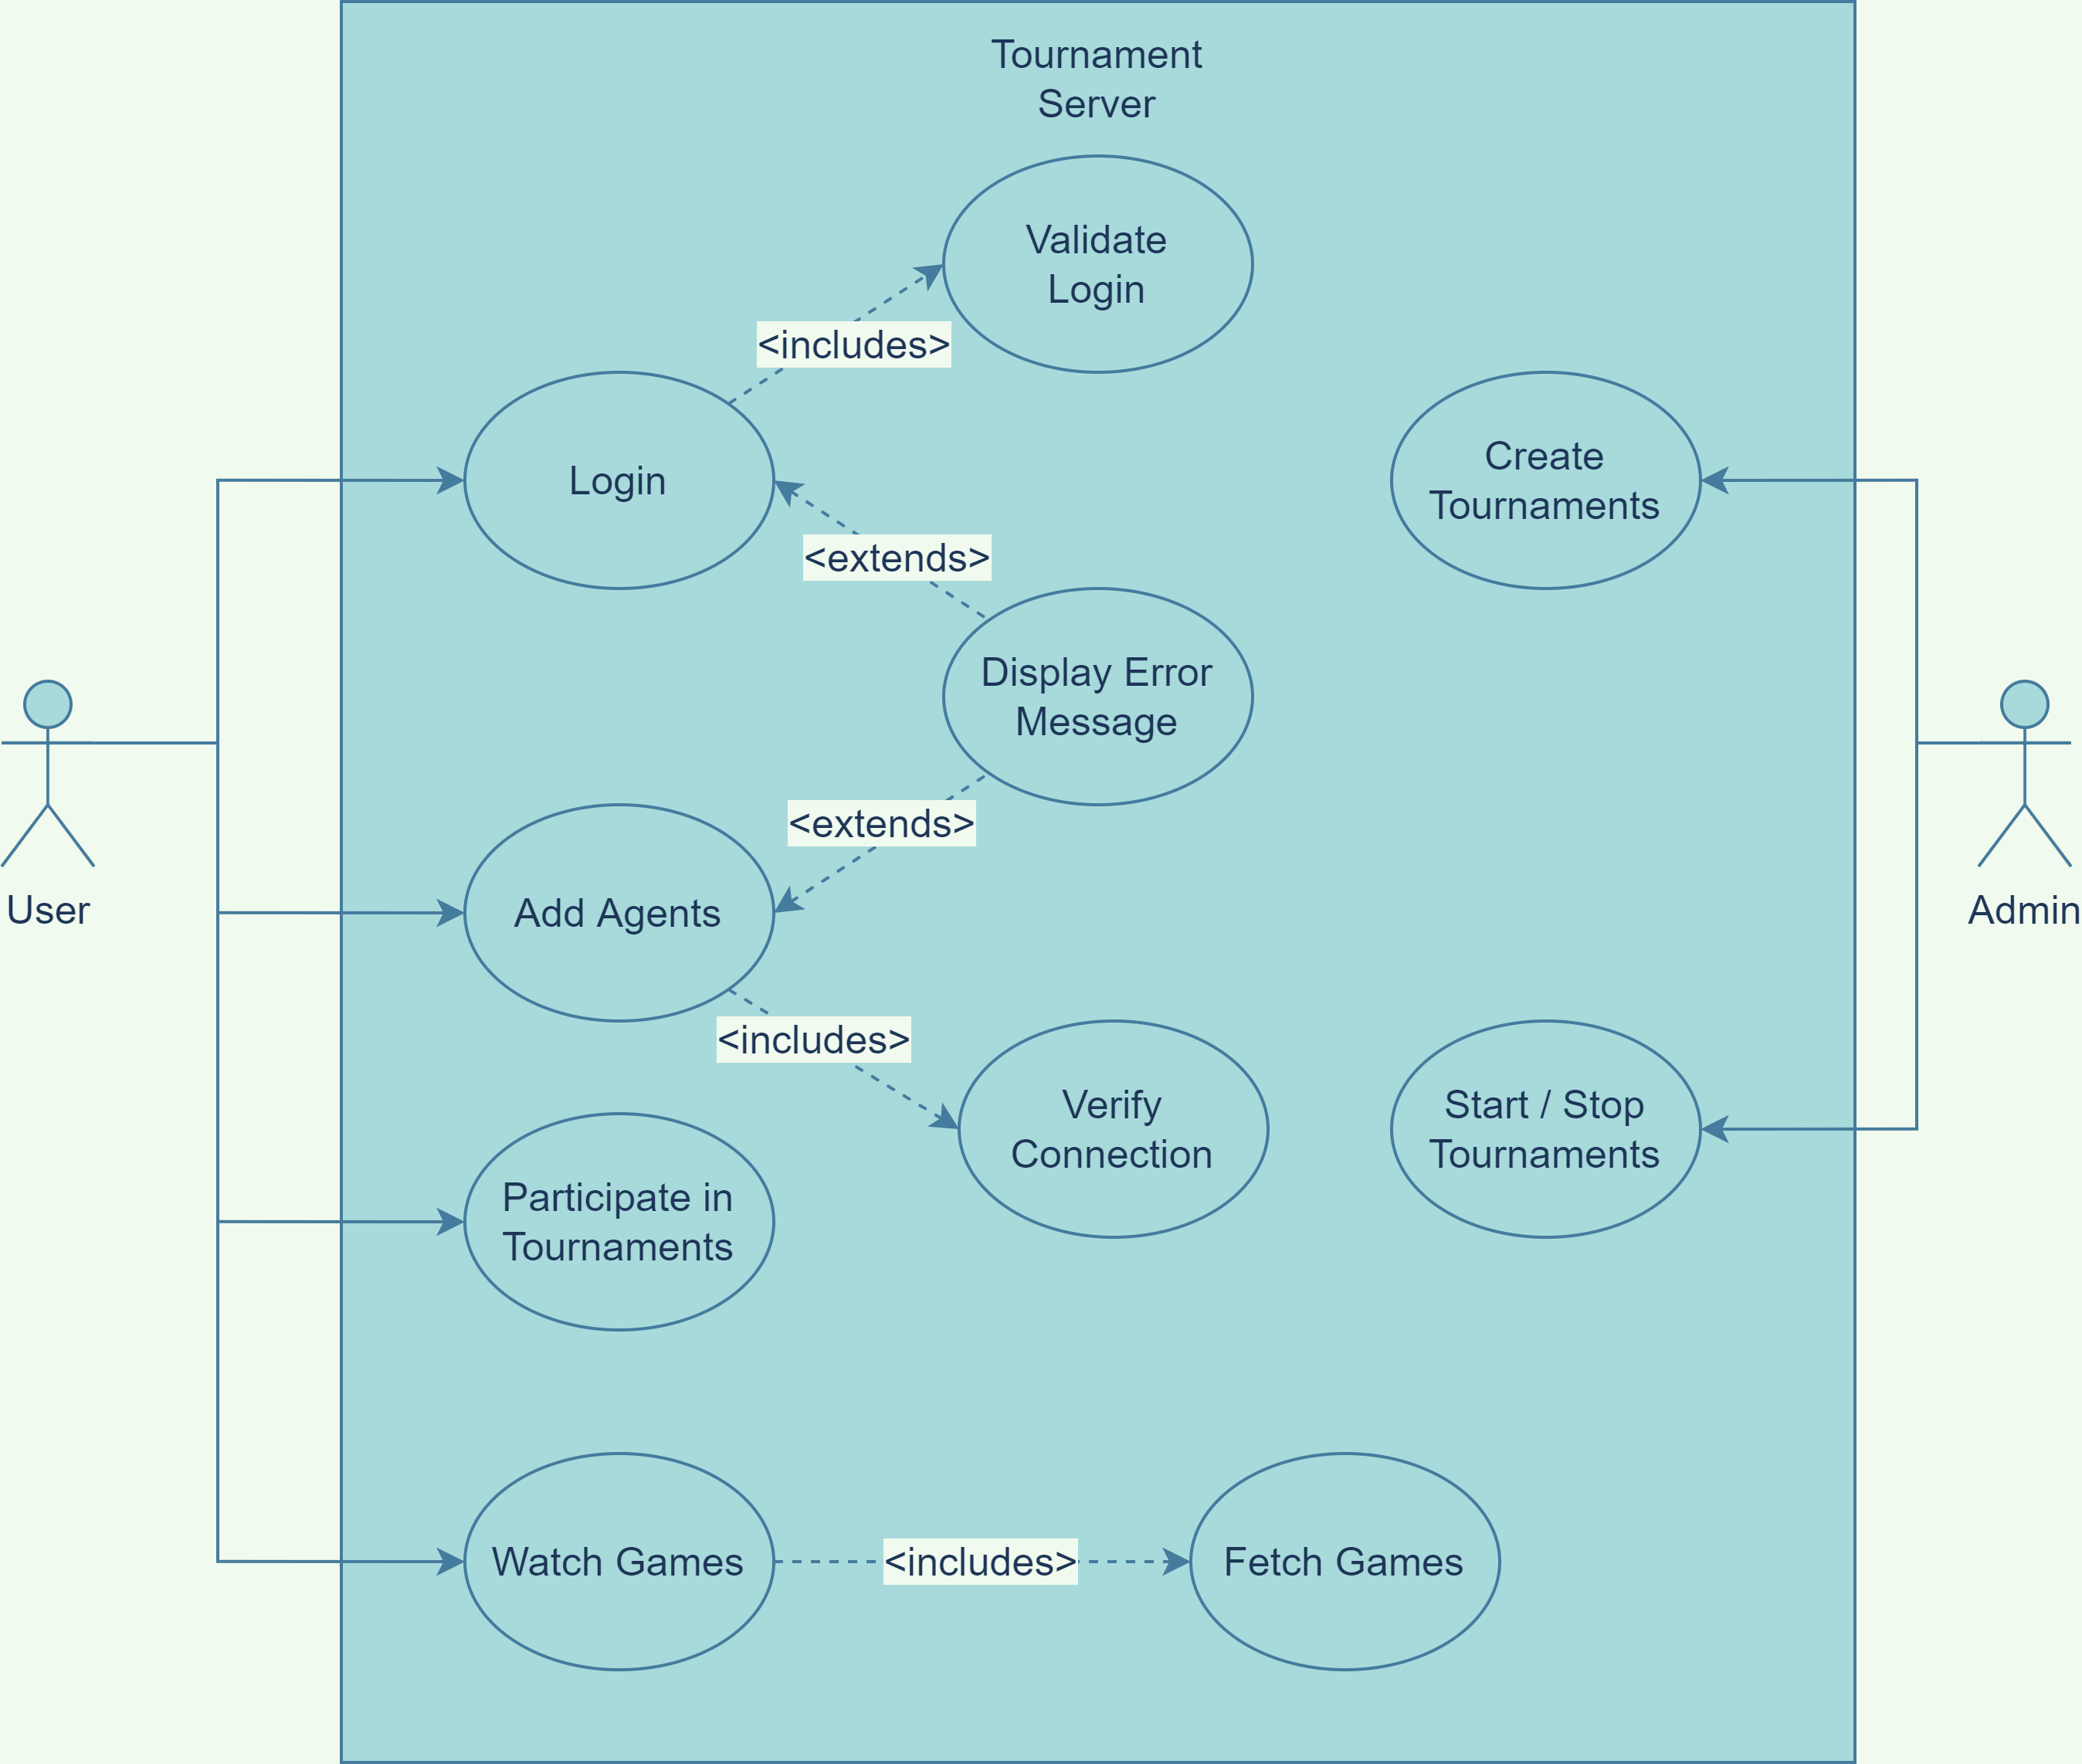 Tournament
Server
Validate
Login
<includes>
Login
Create
Tournaments
<extends>
Display Error
Message
<extends>
User
Add Agents
Admin
<includes>
Verify
Connection
Start / Stop
Tournaments
Participate in
Tournaments
Watch Games
<includes>
Fetch Games